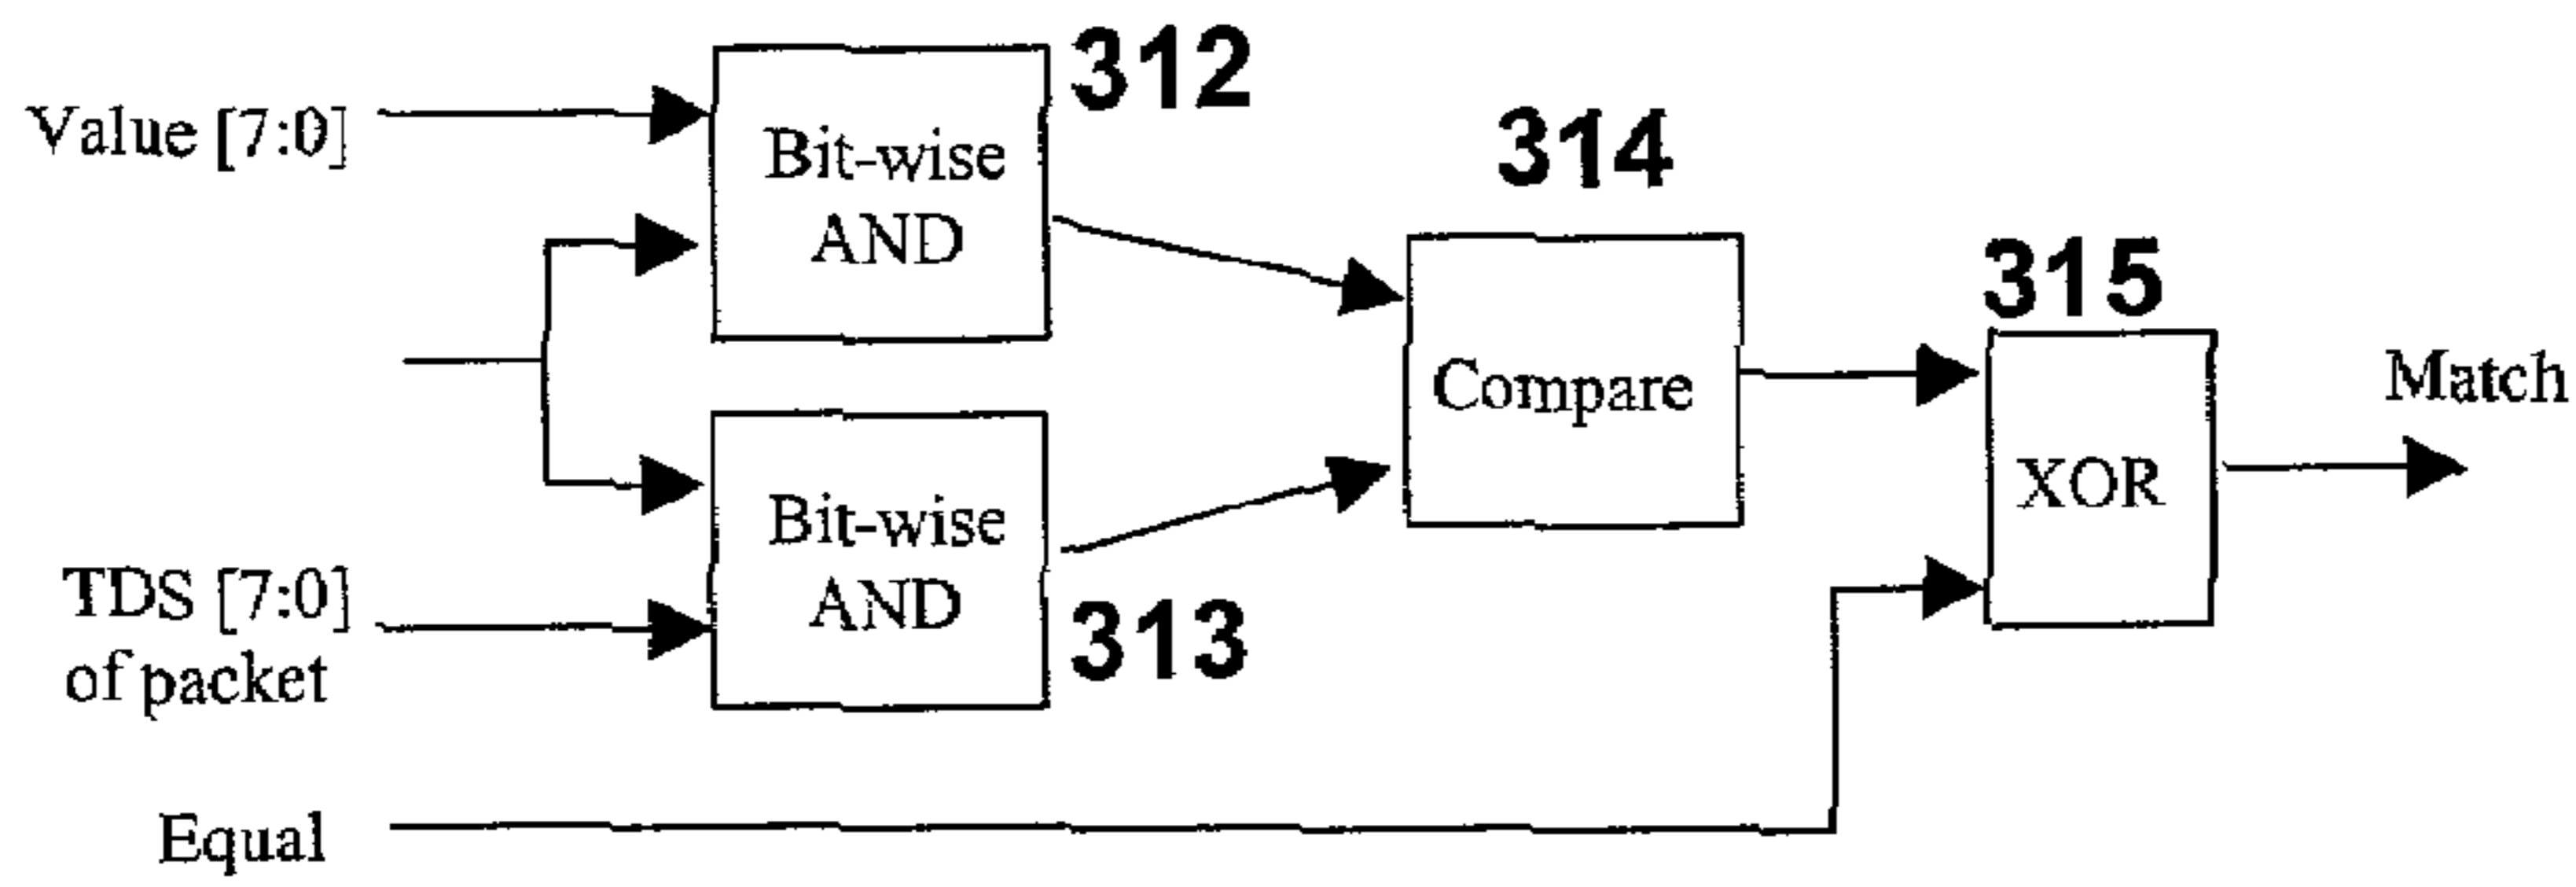 Value [7:0]
Bit-wise
AND
312
314
Compare
315
XOR
Match
Bit-wise
AND
313
TDS [7:0]
of packet
Equal